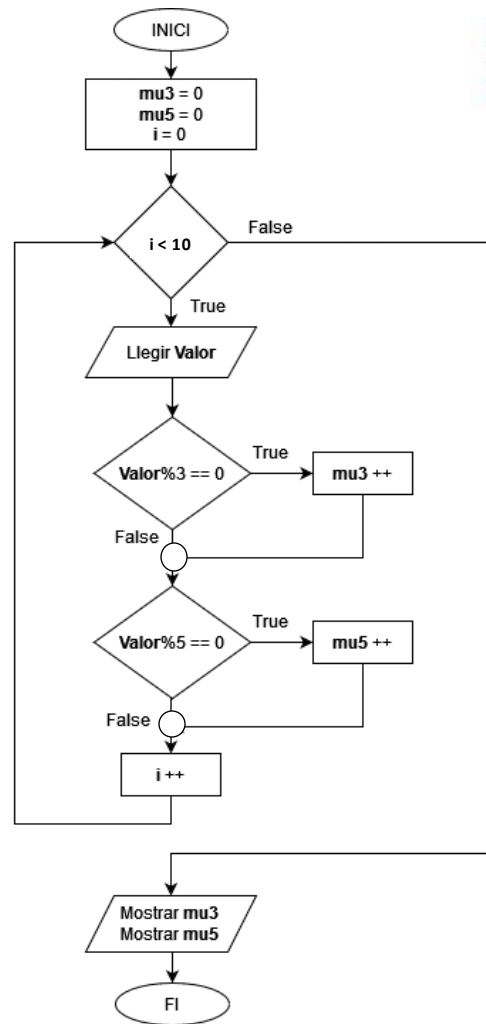 INICI
mu3 = 0
mu5 = 0
i = 0
i < 10
False
True
Llegir Valor
Valor%3 == 0
True
mu3 ++
False
Valor%5 == 0
True
mu5 ++
False
i ++
Mostrar mu3
Mostrar mu5
FI